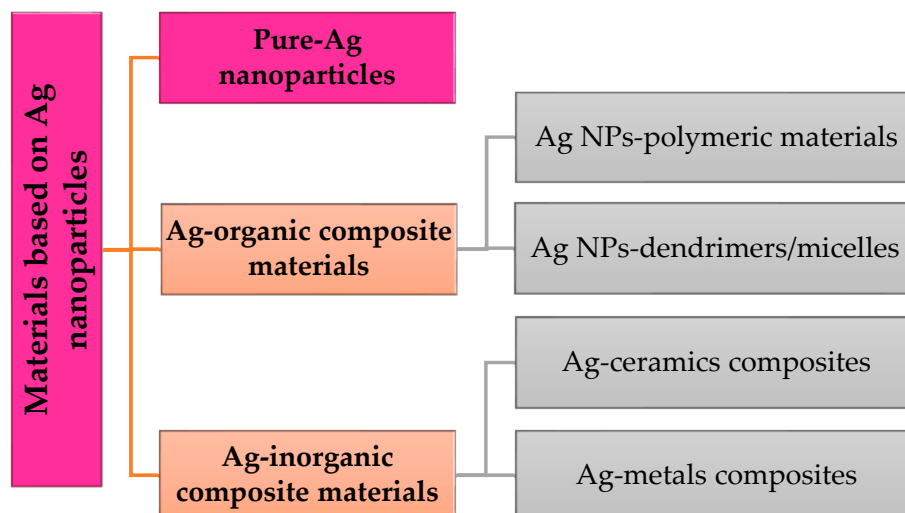 Materials based on Ag
nanoparticles
Pure-Ag
nanoparticles
Ag-organic composite
materials
Ag NPs-polymeric materials
Ag NPs-dendrimers/micelles
Ag-inorganic
composite materials
Ag-ceramics composites
Ag-metals composites